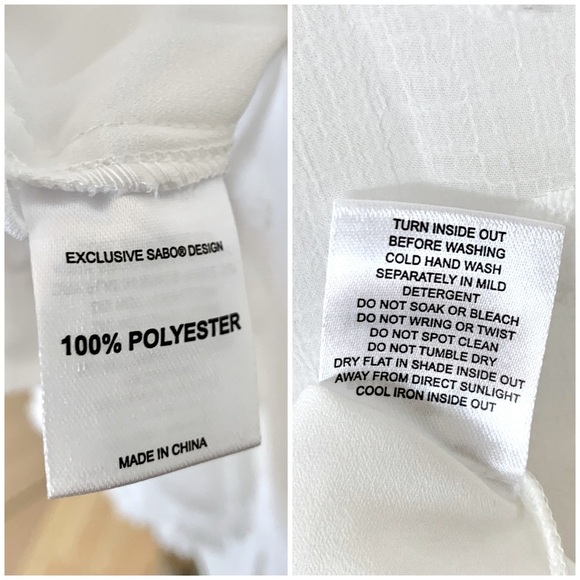 EXCLUSIVE SABO® DESIGN
100% POLYESTER
MADE IN CHINA
TURN INSIDE OUT
BEFORE WASHING
COLD HAND WASH
SEPARATELY IN MILD
DETERGENT
DO NOT SOAK OR BLEACH
DO NOT WRING OR TWIST
DO NOT SPOT CLEAN
DO NOT TUMBLE DRY
DRY FLAT IN SHADE INSIDE OUT
AWAY FROM DIRECT SUNLIGHT
COOL IRON INSIDE OUT